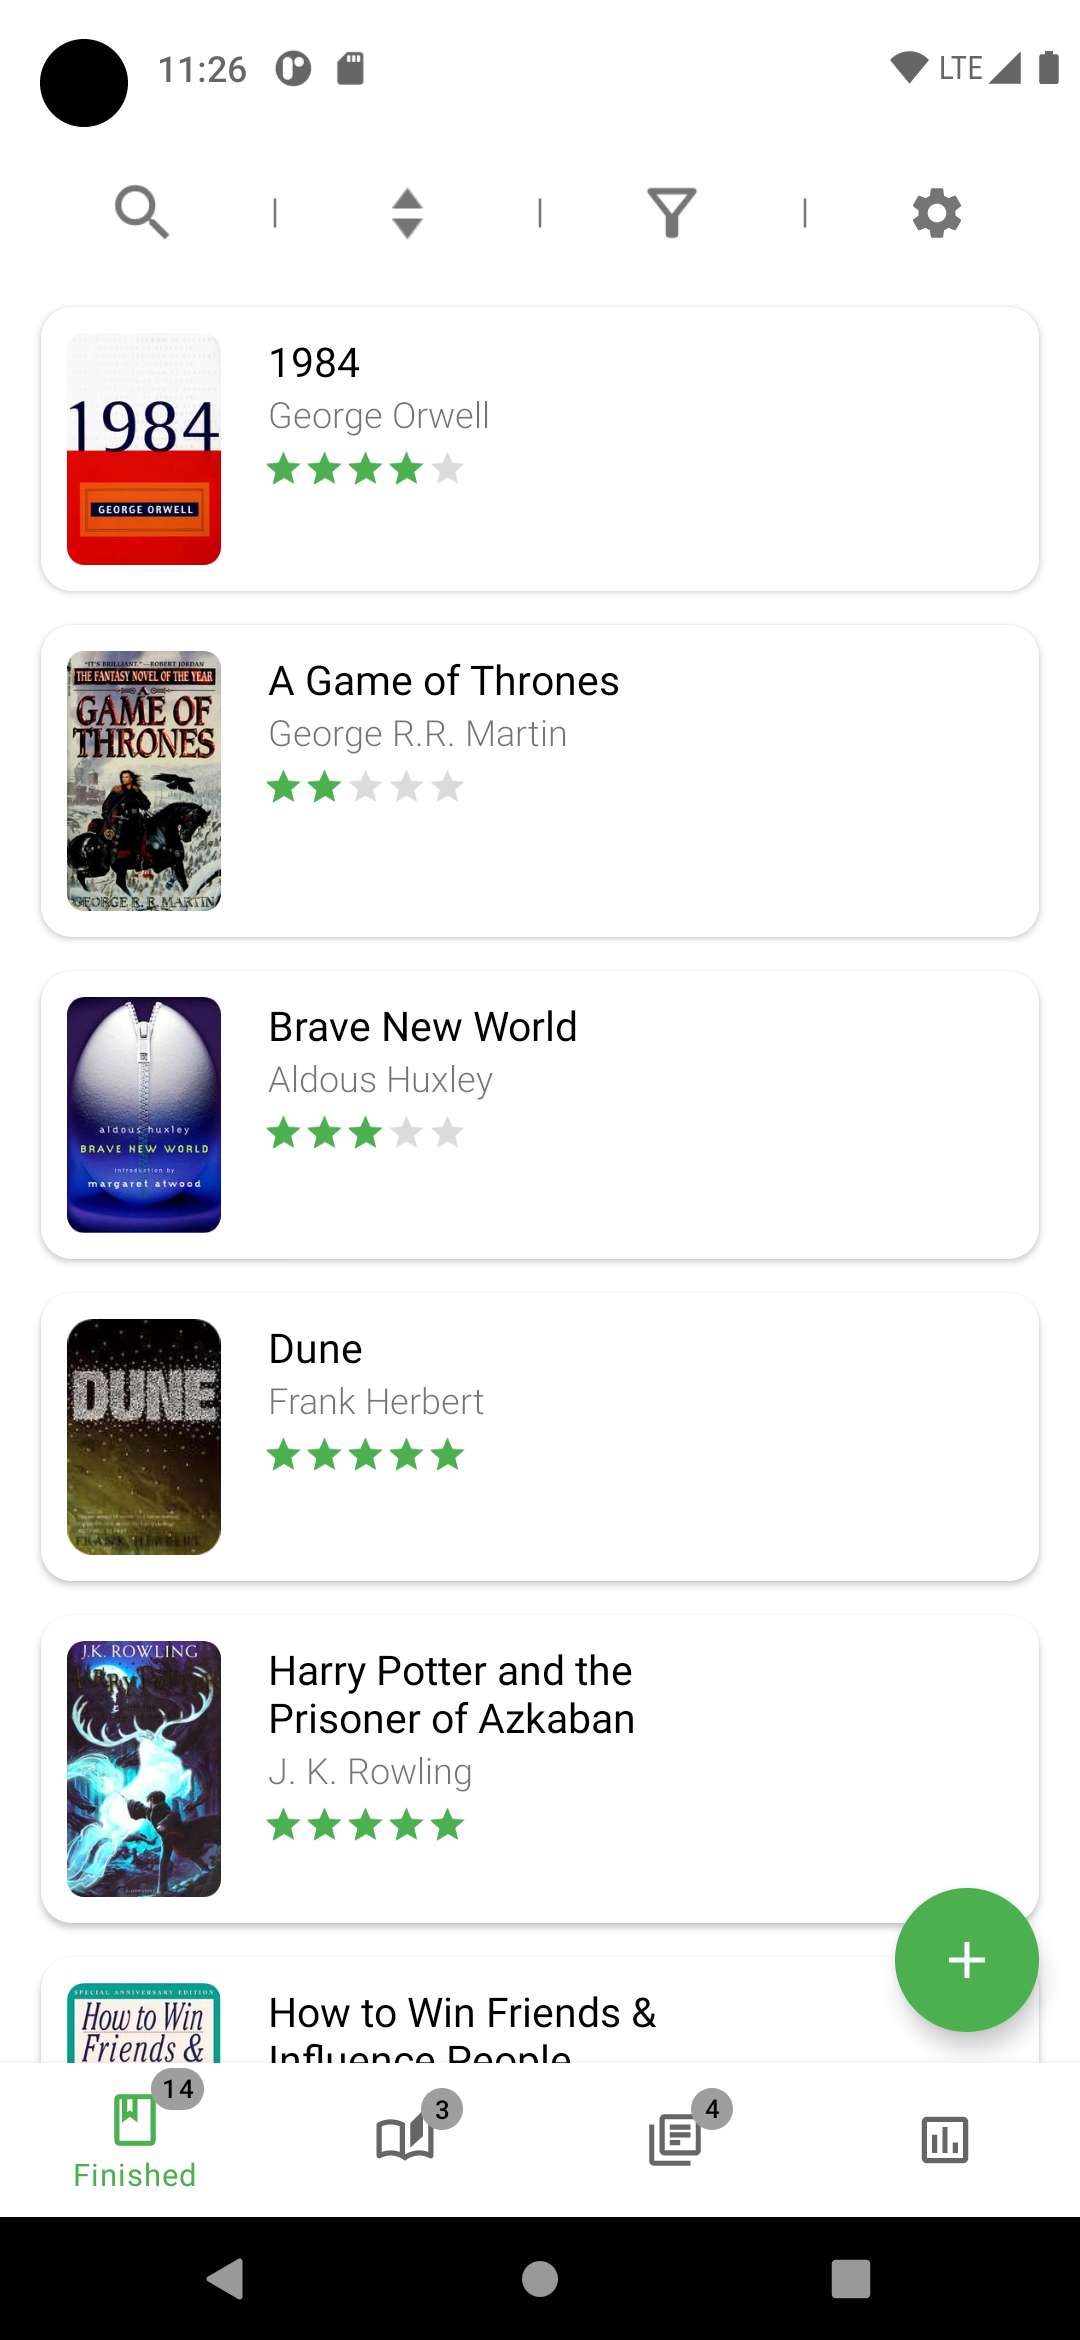 11:26
LTE
1984
GEORGE ORWELL
1984
George Orwell
"IT'S BRILLIANT."—ROBERT JORDAN
THE FANTASY NOVEL OF THE YEAR
A
GAME OF
THRONES
GEORGE R. R. MARTIN
A Game of Thrones
George R.R. Martin
aldous huxley
BRAVE NEW WORLD
introduction by
margaret atwood
Brave New World
Aldous Huxley
DUNE
FRANK HERBERT
Dune
Frank Herbert
J.K. ROWLING
HARRY POTTER
Harry Potter and the
Prisoner of Azkaban
J. K. Rowling
SPECIAL ANNIVERSARY EDITION
How to Win
Friends &
How to Win Friends &
Influence People
14
3
4
Finished